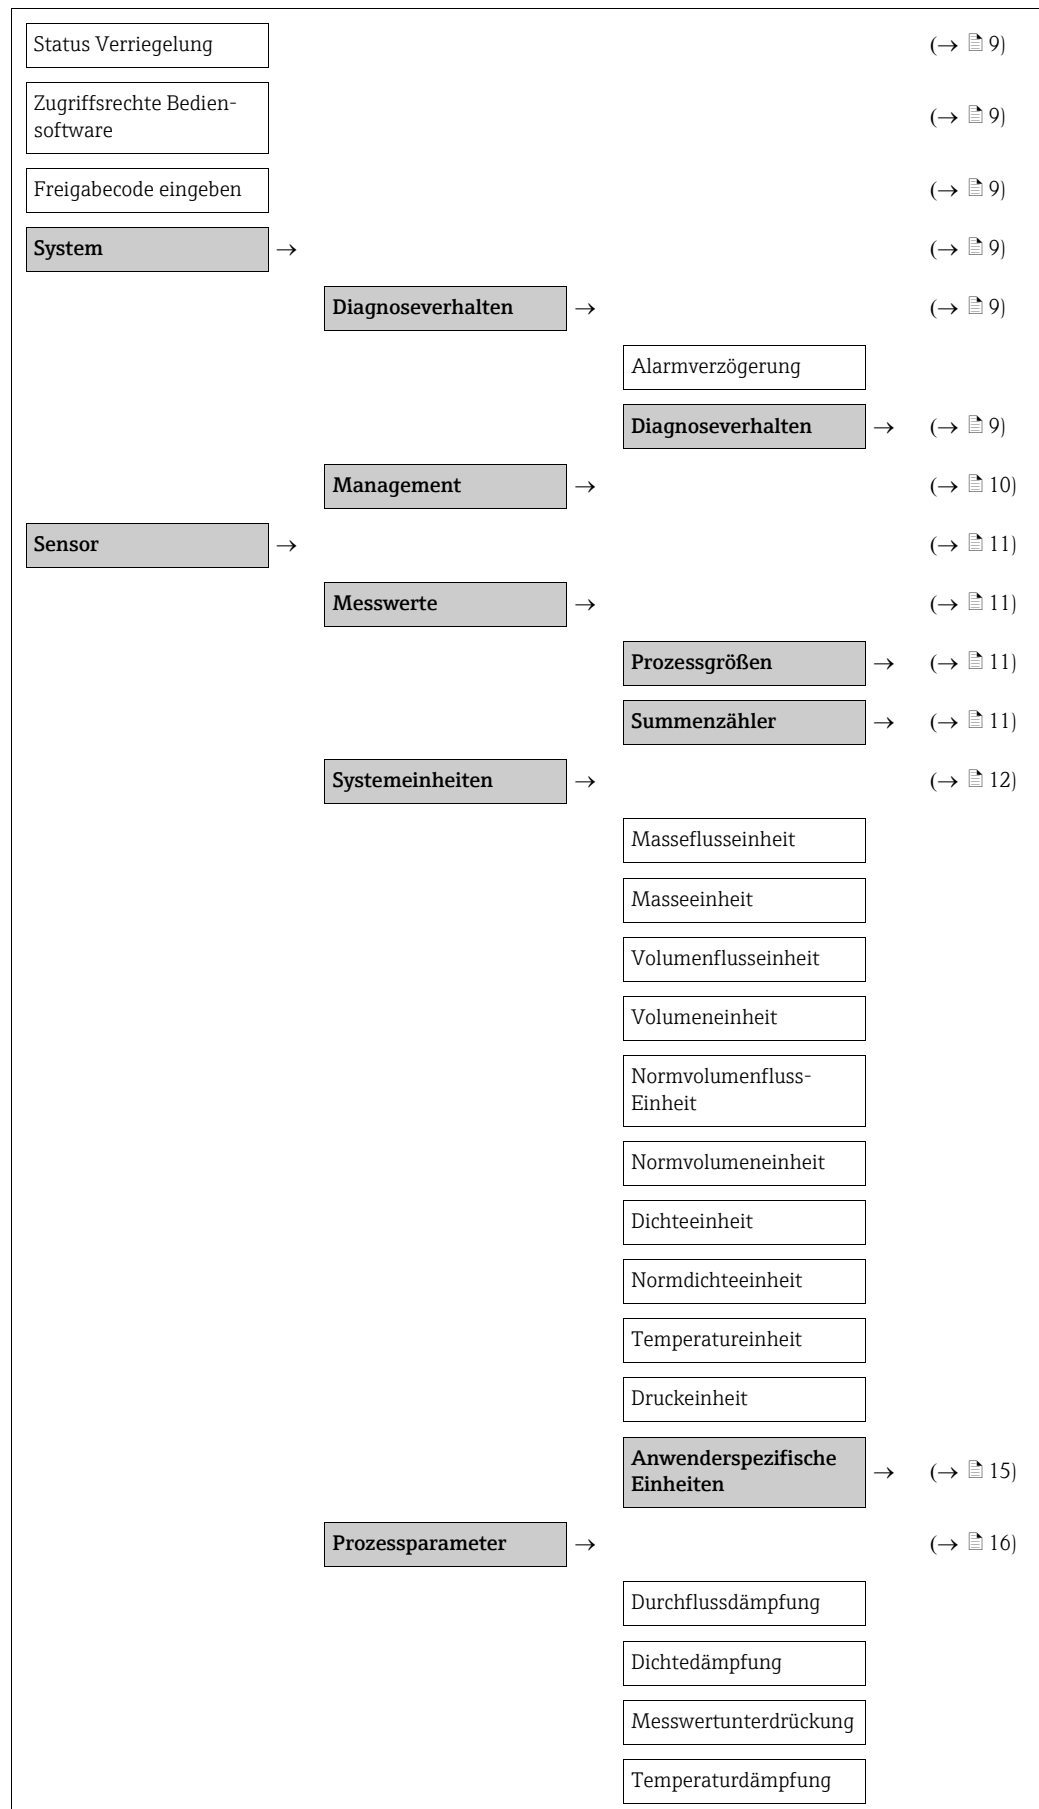 Status Verriegelung (→ 🖹 9)
Zugriffsrechte Bedien-
software (→ 🖹 9)
Freigabecode eingeben (→ 🖹 9)
System → (→ 🖹 9)
Diagnoseverhalten → (→ 🖹 9)
Alarmverzögerung
Diagnoseverhalten → (→ 🖹 9)
Management → (→ 🖹 10)
Sensor → (→ 🖹 11)
Messwerte → (→ 🖹 11)
Prozessgrößen → (→ 🖹 11)
Summenzähler → (→ 🖹 11)
Systemeinheiten → (→ 🖹 12)
Masseflusseinheit
Masseeinheit
Volumenflusseinheit
Volumeneinheit
Normvolumenfluss-
Einheit
Normvolumeneinheit
Dichteeinheit
Normdichteeinheit
Temperatureinheit
Druckeinheit
Anwenderspezifische
Einheiten → (→ 🖹 15)
Prozessparameter → (→ 🖹 16)
Durchflussdämpfung
Dichtedämpfung
Messwertunterdrückung
Temperaturdämpfung